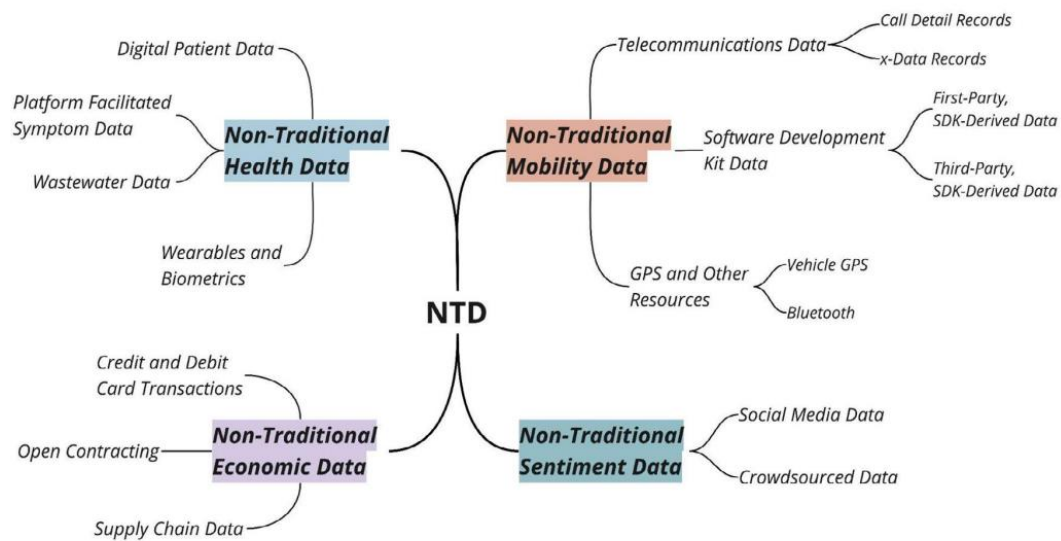 Digital Patient Data
Platform Facilitated
Symptom Data
Wastewater Data
Wearables and
Biometrics
Non-Traditional
Health Data
Non-Traditional
Mobility Data
Telecommunications Data
Call Detail Records
x-Data Records
Software Development
Kit Data
First-Party,
SDK-Derived Data
Third-Party,
SDK-Derived Data
GPS and Other
Resources
Vehicle GPS
Bluetooth
NTD
Credit and Debit
Card Transactions
Open Contracting
Supply Chain Data
Non-Traditional
Economic Data
Non-Traditional
Sentiment Data
Social Media Data
Crowdsourced Data